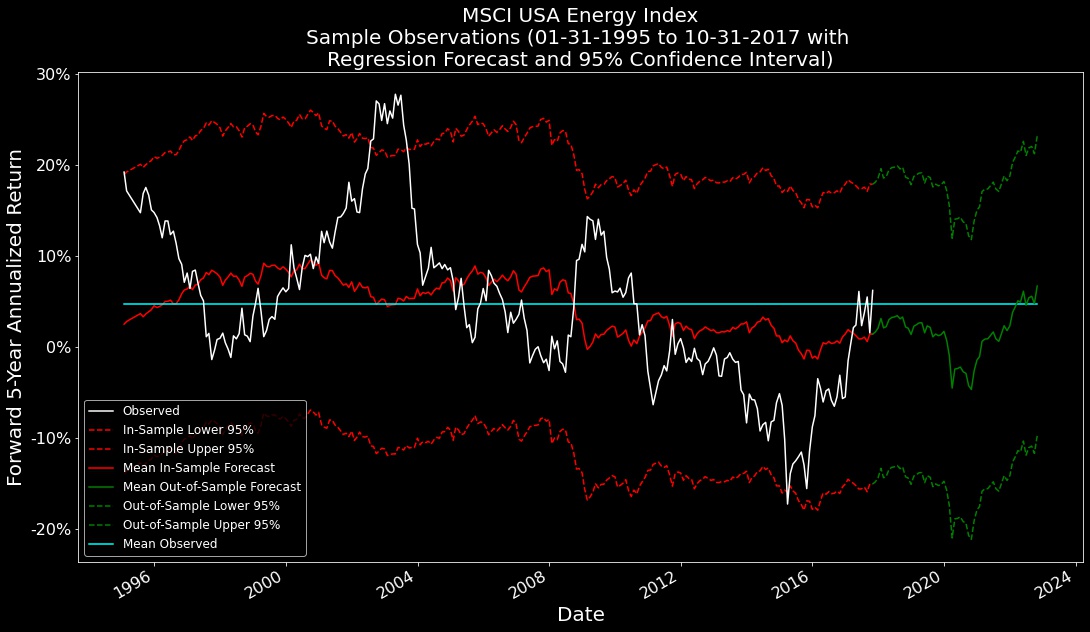 MSCI USA Energy Index
Sample Observations (01-31-1995 to 10-31-2017 with
Regression Forecast and 95% Confidence Interval)
Forward 5-Year Annualized Return
30%
20%
10%
0%
-10%
-20%
Observed
In-Sample Lower 95%
In-Sample Upper 95%
Mean In-Sample Forecast
Mean Out-of-Sample Forecast
Out-of-Sample Lower 95%
Out-of-Sample Upper 95%
Mean Observed
1996
2000
2004
2008
2012
2016
2020
2024
Date